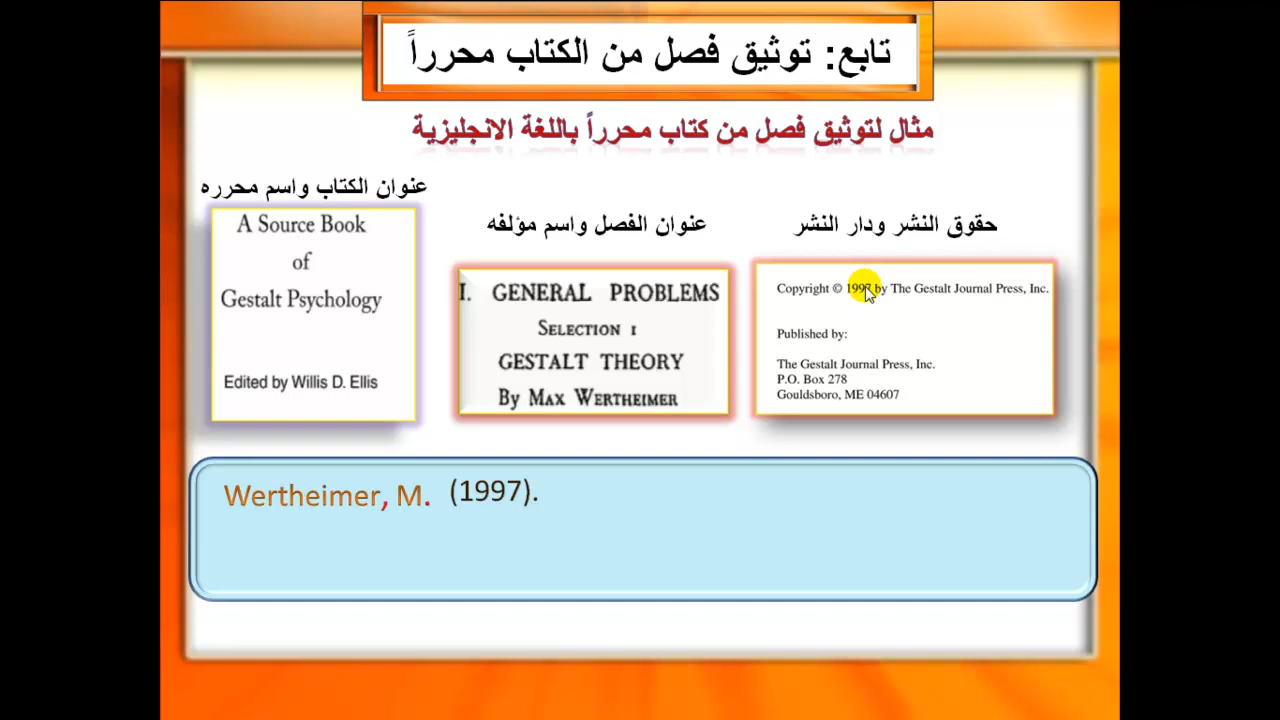 تابع: توثيق فصل من الكتاب محرراً
مثال لتوثيق فصل من كتاب محرراً باللغة الانجليزية
حقوق النشر ودار النشر
Copyright © 1997 by The Gestalt Journal Press, Inc.
Published by:
The Gestalt Journal Press, Inc.
P.O. Box 278
Gouldsboro, ME 04607
عنوان الفصل واسم مؤلفه
I. GENERAL PROBLEMS
SELECTION 1
GESTALT THEORY
By MAX WERTHEIMER
عنوان الكتاب واسم محرره
A Source Book
of
Gestalt Psychology
Edited by Willis D. Ellis
Wertheimer, M. (1997).